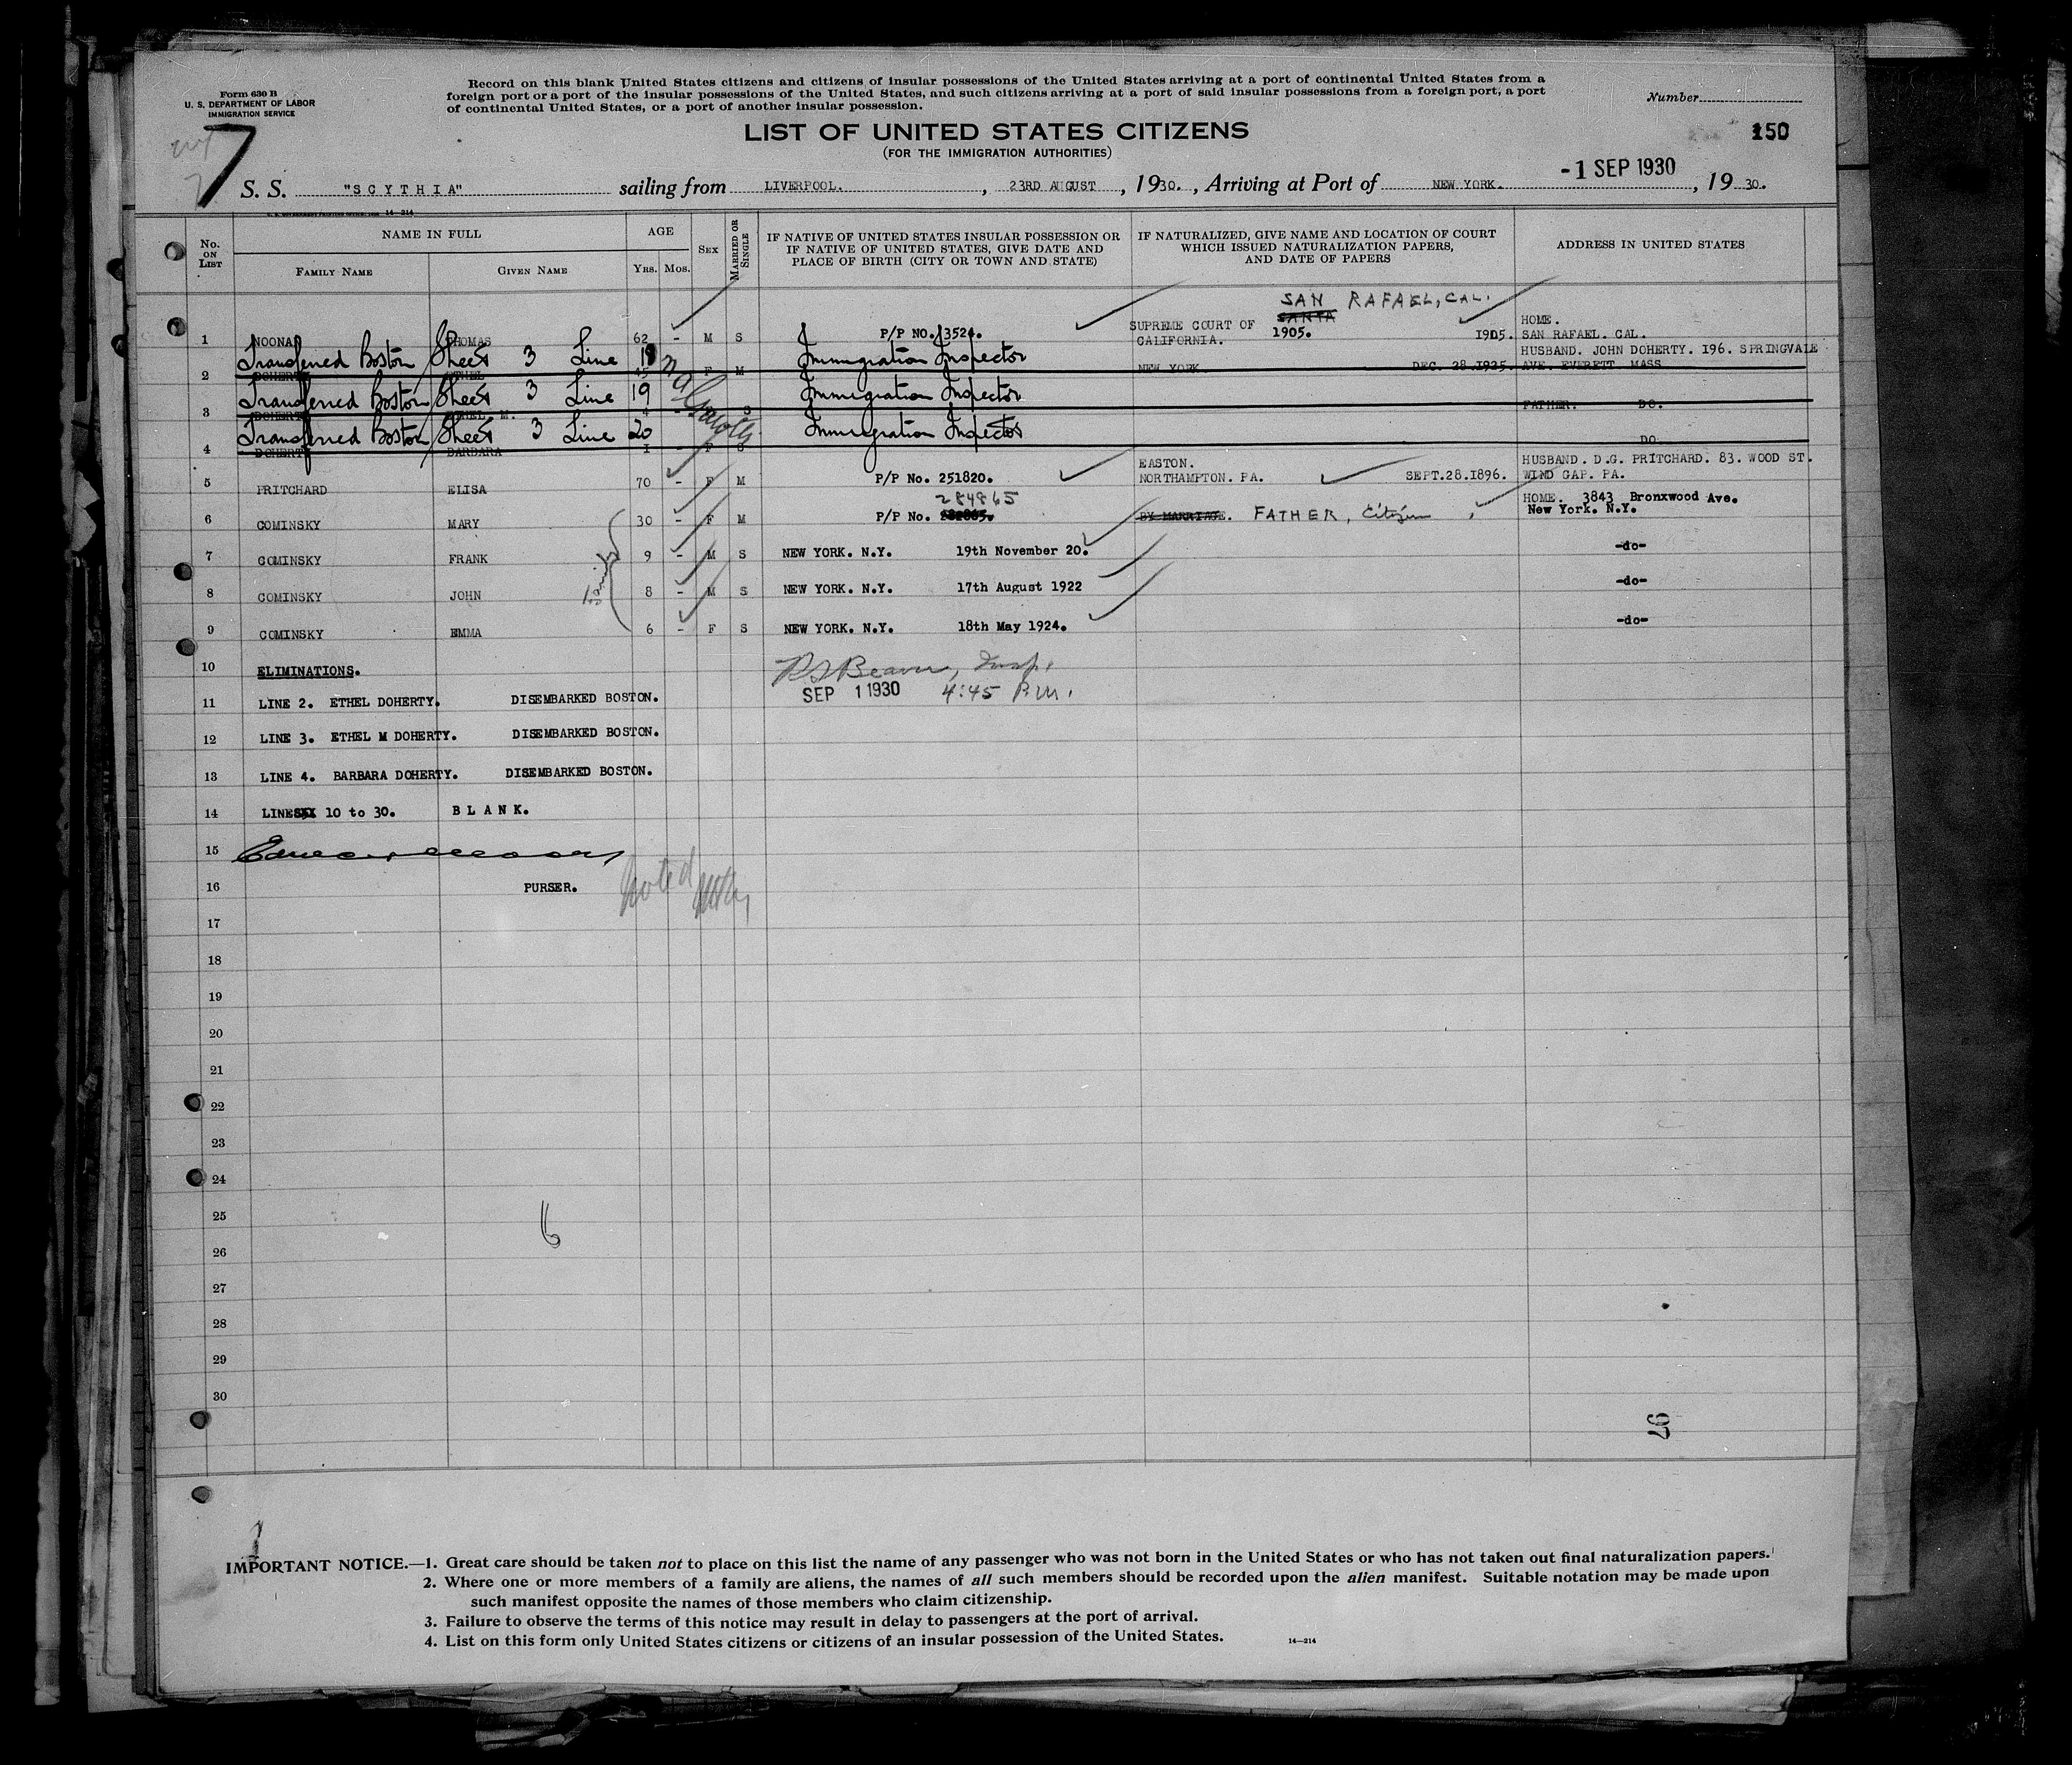 Form 630 B
U. S. DEPARTMENT OF LABOR
IMMIGRATION SERVICE
Record on this blank United States citizens and citizens of insular possessions of the United States arriving at a port of continental United States from a
foreign port or a port of the insular possessions of the United States, and such citizens arriving at a port of said insular possessions from a foreign port, a port
of continental United States, or a port of another insular possession.
Number
150
LIST OF UNITED STATES CITIZENS
(FOR THE IMMIGRATION AUTHORITIES)
7
S. S. "SCYTHIA" sailing from LIVERPOOL. , 23RD AUGUST , 1930. , Arriving at Port of NEW YORK. -1 SEP 1930 , 19 30.
U. S. GOVERNMENT PRINTING OFFICE: 14-214
No. ON LIST NAME IN FULL FAMILY NAME GIVEN NAME AGE YRS. MOS. SEX MARRIED OR SINGLE
IF NATIVE OF UNITED STATES INSULAR POSSESSION OR
IF NATIVE OF UNITED STATES, GIVE DATE AND
PLACE OF BIRTH (CITY OR TOWN AND STATE)
IF NATURALIZED, GIVE NAME AND LOCATION OF COURT
WHICH ISSUED NATURALIZATION PAPERS,
AND DATE OF PAPERS
ADDRESS IN UNITED STATES
SAN RAFAEL, CAL.
1 NOONA THOMAS 62 - M S P/P NO. 3524. SUPREME COURT OF SANTA CALIFORNIA. 1905. 1905. HOME. SAN RAFAEL. CAL.
Transferred Boston Sheet 3 Line 18 Immigration Inspector
2 DOHERTY ETHEL F M NEW YORK DEC. 28.1925. HUSBAND. JOHN DOHERTY. 196. SPRINGVALE AVE. EVERETT MASS
Transferred Boston Sheet 3 Line 19 Immigration Inspector
3 DOHERTY ETHEL M. 4 - S FATHER. DO.
Transferred Boston Sheet 3 Line 20 Immigration Inspector
4 DOHERTY BARBARA 1 - F S DO
5 PRITCHARD ELISA 70 - F M P/P No. 251820. EASTON. NORTHAMPTON. PA. SEPT.28.1896. HUSBAND. D.G. PRITCHARD. 83. WOOD ST. WIND GAP. PA.
284865
6 COMINSKY MARY 30 - F M P/P No. BY MARRIAGE. FATHER, Citizen HOME. 3843 Bronxwood Ave. New York. N.Y.
family
7 COMINSKY FRANK 9 - M S NEW YORK. N.Y. 19th November 20. -do-
8 COMINSKY JOHN 8 - M S NEW YORK. N.Y. 17th August 1922 -do-
9 COMINSKY EMMA 6 - F S NEW YORK. N.Y. 18th May 1924. -do-
10 ELIMINATIONS.
Insp.
SEP 1 1930 4:45 P.M.
11 LINE 2. ETHEL DOHERTY. DISEMBARKED BOSTON.
12 LINE 3. ETHEL M DOHERTY. DISEMBARKED BOSTON.
13 LINE 4. BARBARA DOHERTY. DISEMBARKED BOSTON.
14 LINES 10 to 30. B L A N K.
15
16 PURSER.
noted
17
18
19
20
21
22
23
24
25
6
26
27
28
29
30
97
IMPORTANT NOTICE.—1. Great care should be taken not to place on this list the name of any passenger who was not born in the United States or who has not taken out final naturalization papers.
2. Where one or more members of a family are aliens, the names of all such members should be recorded upon the alien manifest. Suitable notation may be made upon
such manifest opposite the names of those members who claim citizenship.
3. Failure to observe the terms of this notice may result in delay to passengers at the port of arrival.
4. List on this form only United States citizens or citizens of an insular possession of the United States. 14—214